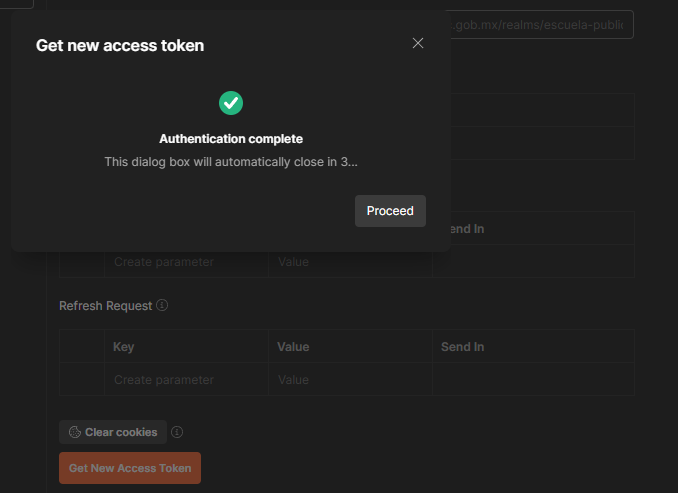 .gob.mx/realms/escuela-public
Get new access token
Authentication complete
This dialog box will automatically close in 3...
Proceed
end In
Create parameter Value
Refresh Request
Key Value Send In
Create parameter Value
Clear cookies
Get New Access Token